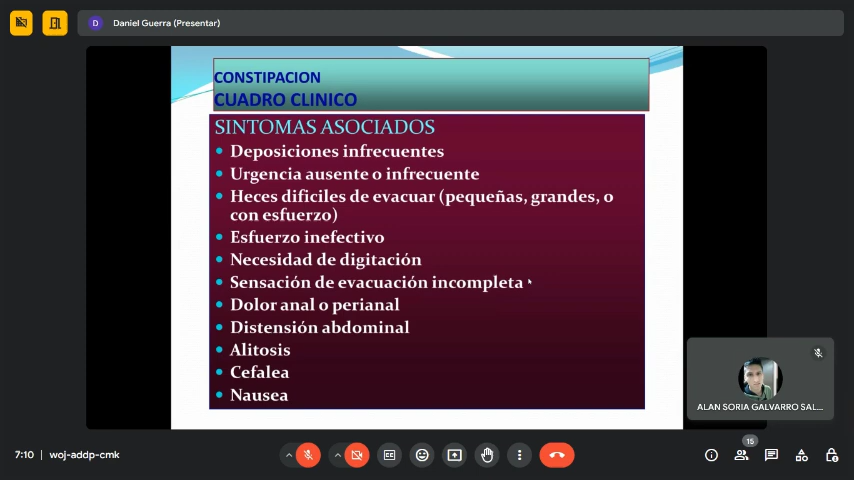 D Daniel Guerra (Presentar)
CONSTIPACION
CUADRO CLINICO
SINTOMAS ASOCIADOS
Deposiciones infrecuentes
Urgencia ausente o infrecuente
Heces dificiles de evacuar (pequeñas, grandes, o
con esfuerzo)
Esfuerzo inefectivo
Necesidad de digitación
Sensación de evacuación incompleta
Dolor anal o perianal
Distensión abdominal
Alitosis
Cefalea
Nausea
ALAN SORIA GALVARRO SAL...
15
7:10 | woj-addp-cmk
CC